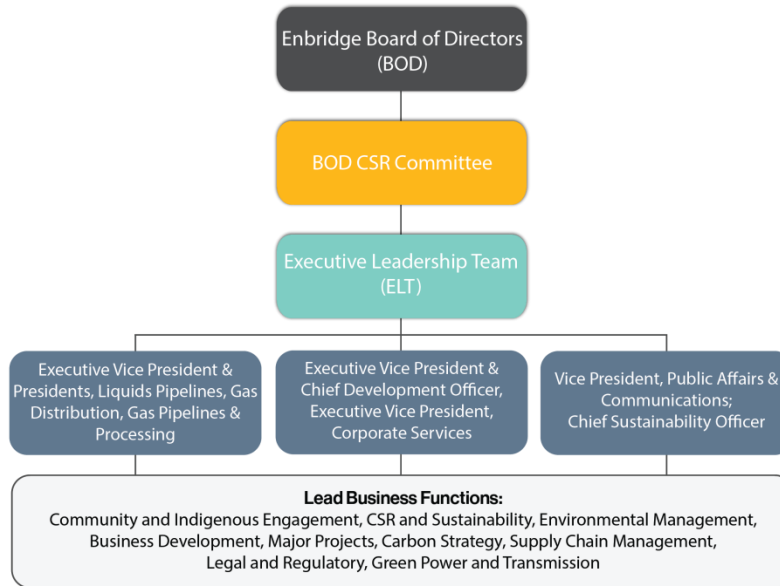 Enbridge Board of Directors
(BOD)
BOD CSR Committee
Executive Leadership Team
(ELT)
Executive Vice President &
Presidents, Liquids Pipelines, Gas
Distribution, Gas Pipelines &
Processing
Executive Vice President &
Chief Development Officer,
Executive Vice President,
Corporate Services
Vice President, Public Affairs &
Communications;
Chief Sustainability Officer
Lead Business Functions:
Community and Indigenous Engagement, CSR and Sustainability, Environmental Management,
Business Development, Major Projects, Carbon Strategy, Supply Chain Management,
Legal and Regulatory, Green Power and Transmission